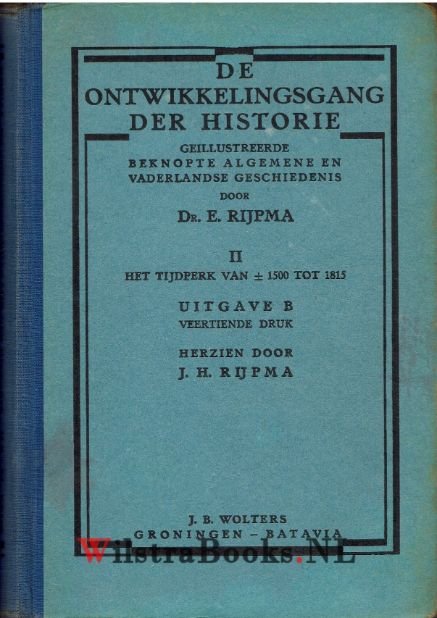 DE
ONTWIKKELINGSGANG
DER HISTORIE
GEILLUSTREERDE
BEKNOPTE ALGEMENE EN
VADERLANDSE GESCHIEDENIS
DOOR
DR. E. RIJPMA
II
HET TIJDPERK VAN ± 1500 TOT 1815
UITGAVE B
VEERTIENDE DRUK
HERZIEN DOOR
J. H. RIJPMA
J. B. WOLTERS
GRONINGEN – BATAVIA
WilstraBooks.NL